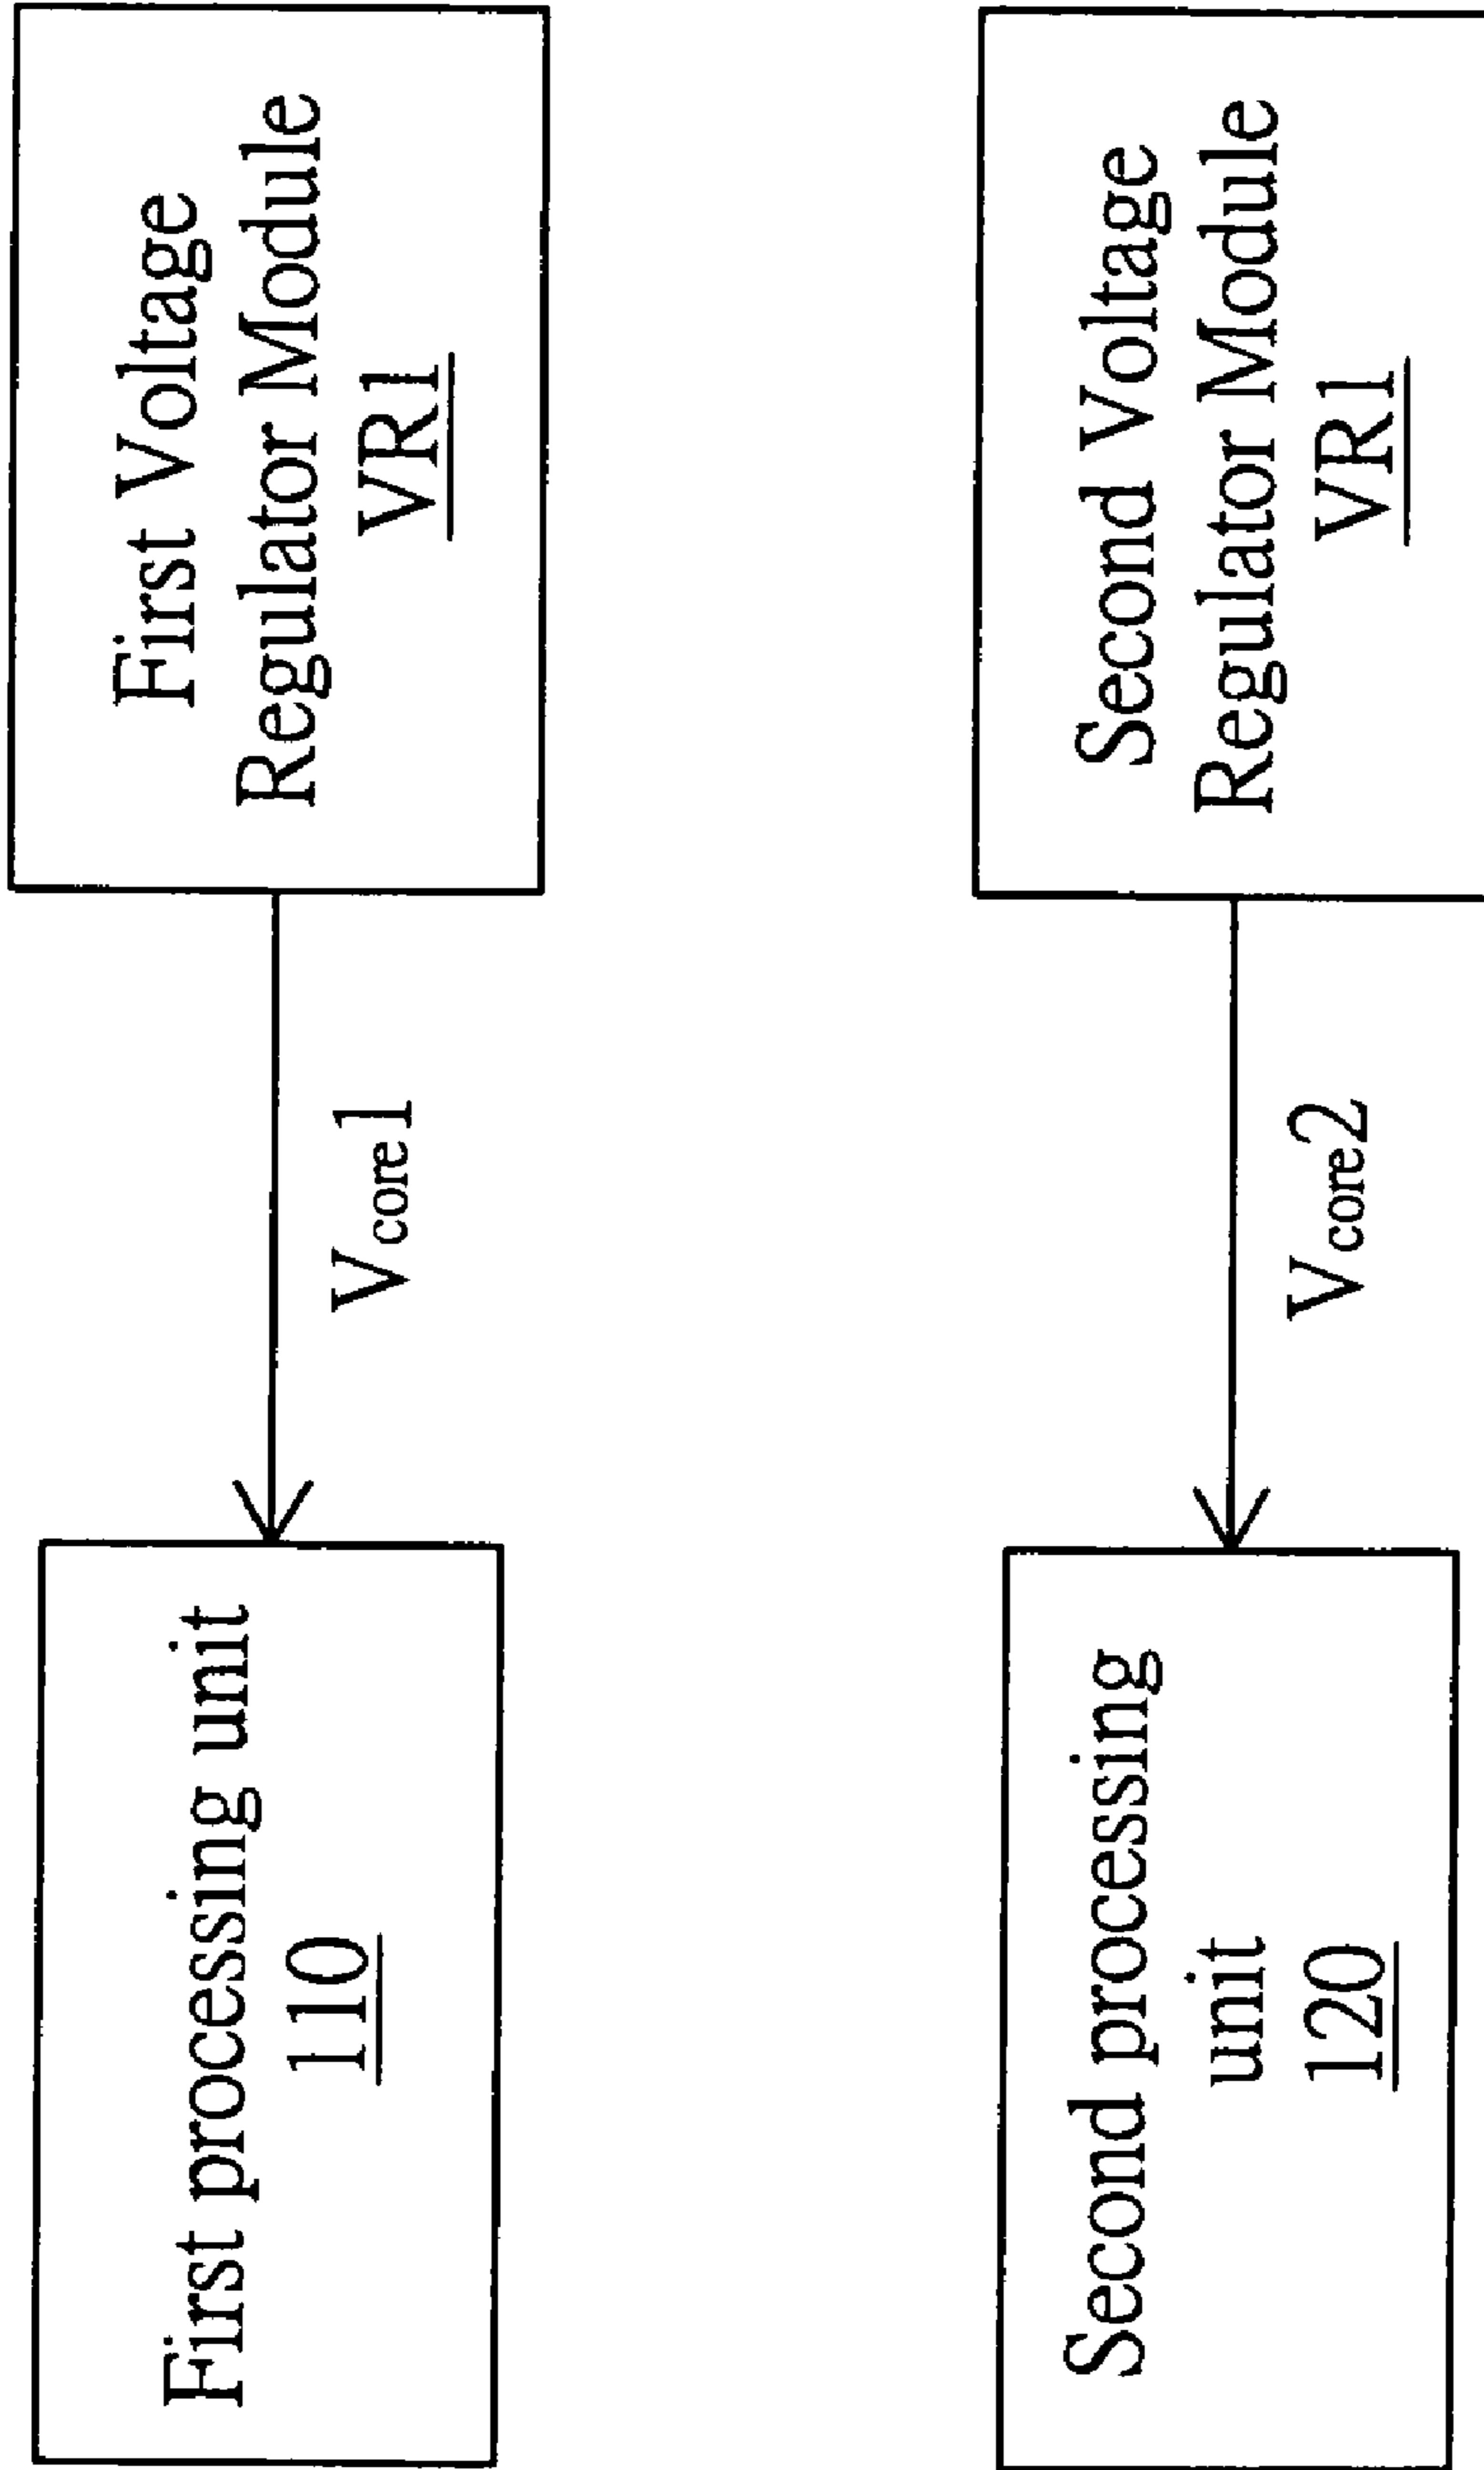 First processing unit
110
Vcore1
First Voltage
Regulator Module
VR1
Second processing
unit
120
Vcore2
Second Voltage
Regulator Module
VR1